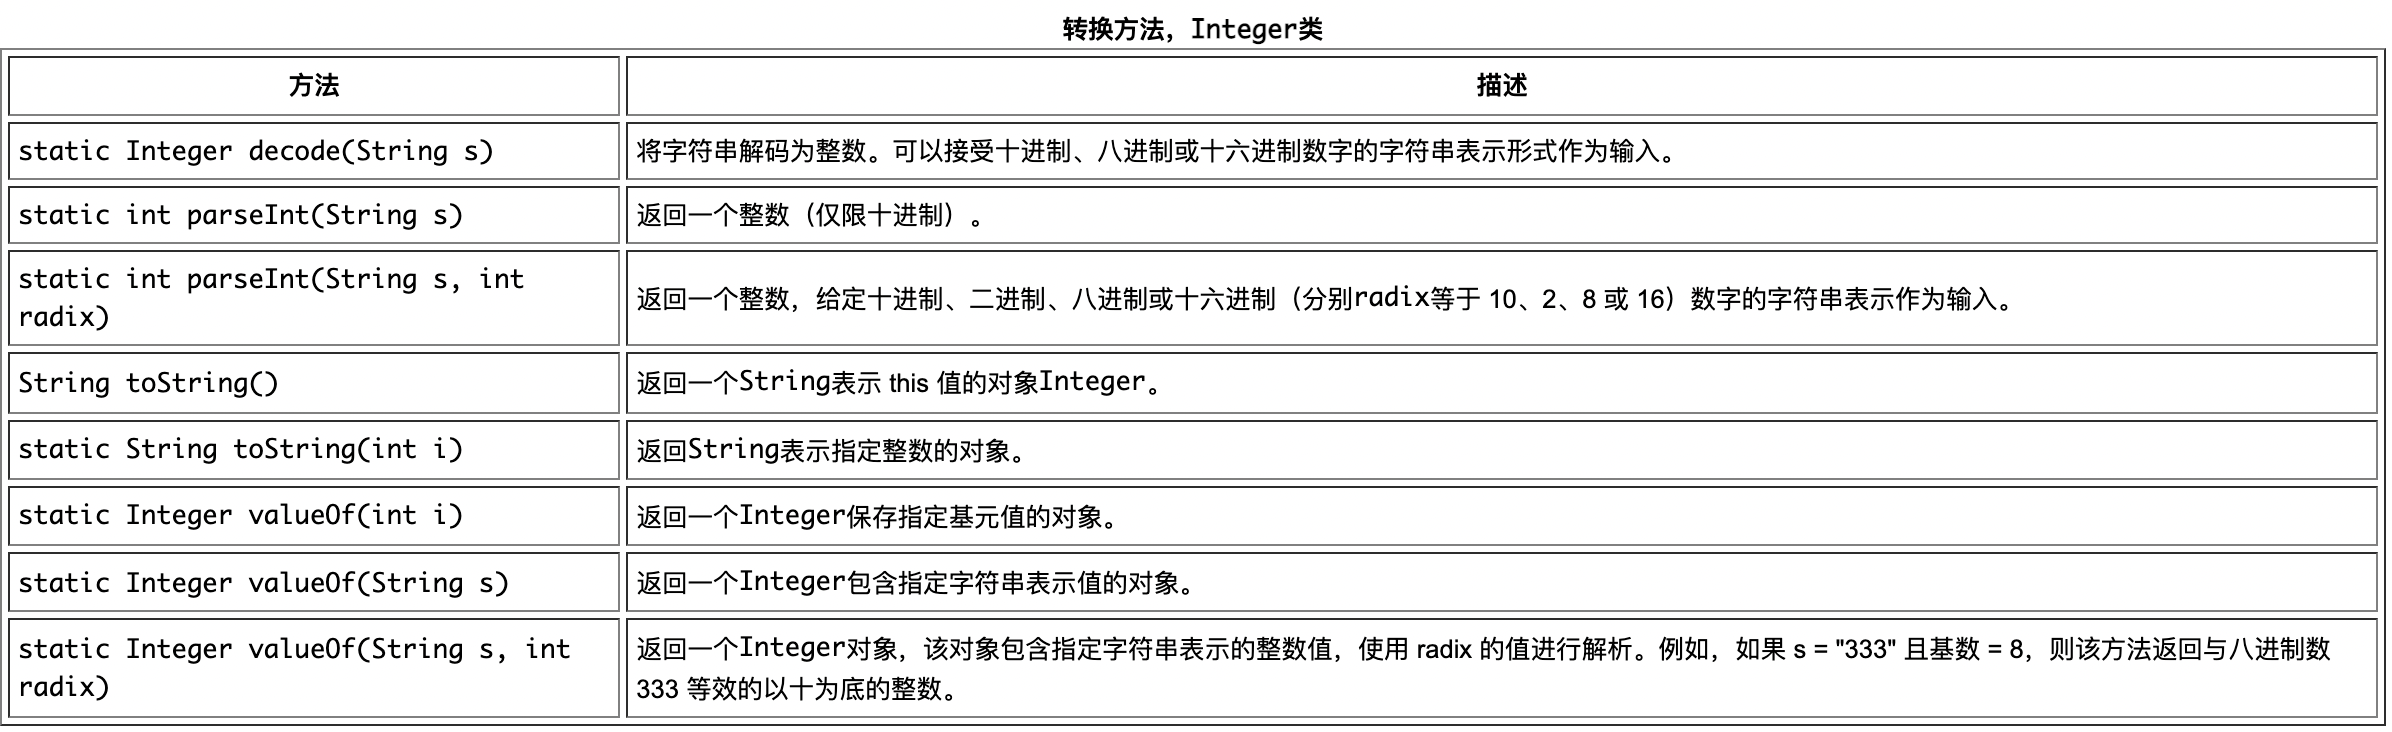 转换方法，Integer类
方法
描述
static Integer decode(String s)
将字符串解码为整数。可以接受十进制、八进制或十六进制数字的字符串表示形式作为输入。
static int parseInt(String s)
返回一个整数（仅限十进制）。
static int parseInt(String s, int
radix)
返回一个整数，给定十进制、二进制、八进制或十六进制（分别radix等于 10、2、8 或 16）数字的字符串表示作为输入。
String toString()
返回一个String表示 this 值的对象Integer。
static String toString(int i)
返回String表示指定整数的对象。
static Integer valueOf(int i)
返回一个Integer保存指定基元值的对象。
static Integer valueOf(String s)
返回一个Integer包含指定字符串表示值的对象。
static Integer valueOf(String s, int
radix)
返回一个Integer对象，该对象包含指定字符串表示的整数值，使用 radix 的值进行解析。例如，如果 s = "333" 且基数 = 8，则该方法返回与八进制数
333 等效的以十为底的整数。